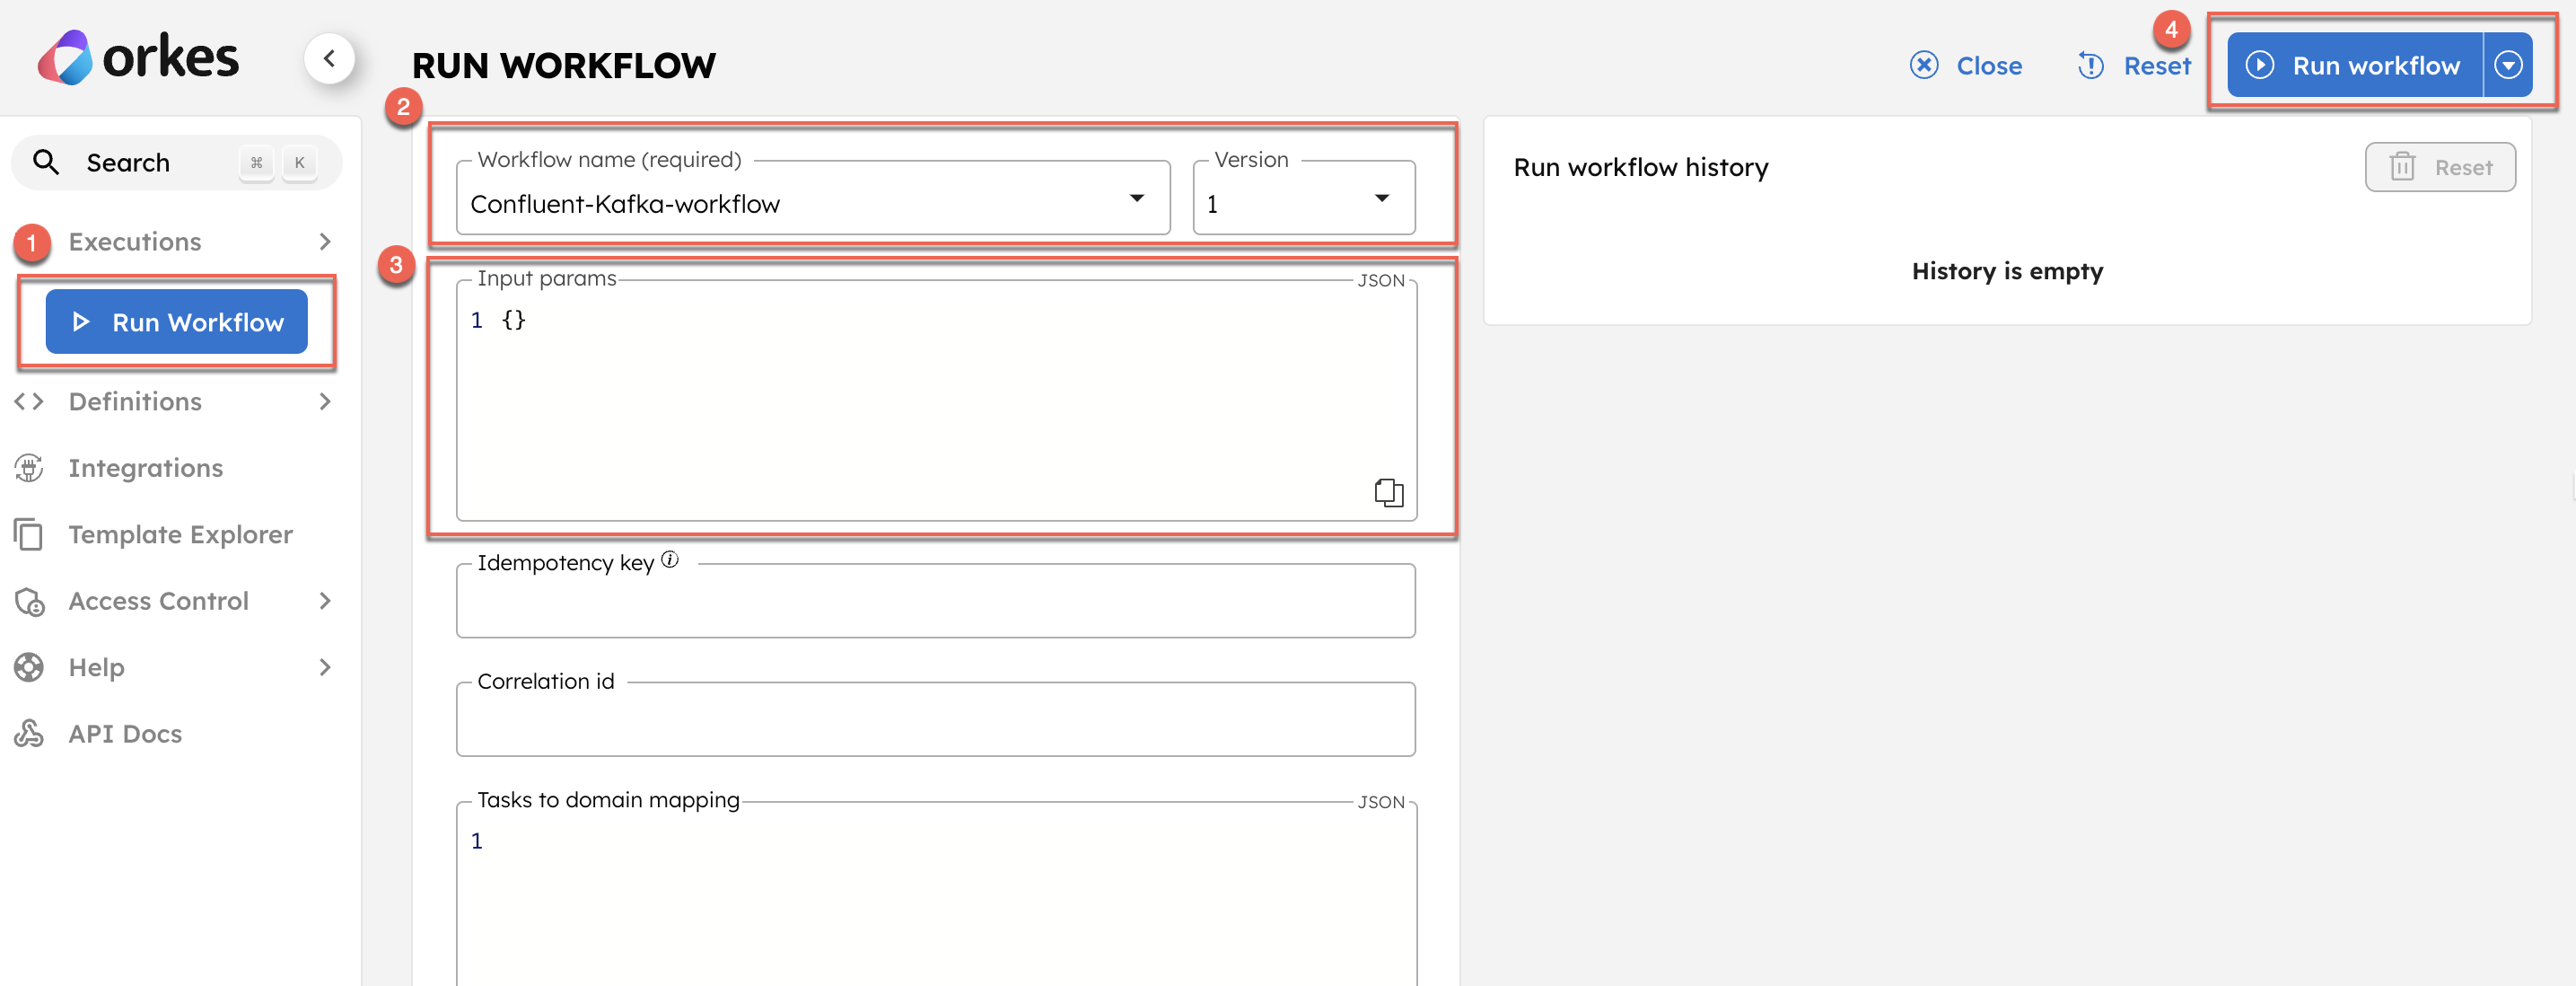 orkes
Search ⌘ K
1 Executions
Run Workflow
Definitions
Integrations
Template Explorer
Access Control
Help
API Docs
RUN WORKFLOW
Close
Reset
4
Run workflow
2
Workflow name (required)
Confluent-Kafka-workflow
Version
1
3
Input params
JSON
1 {}
Idempotency key
Correlation id
Tasks to domain mapping
JSON
1
Run workflow history
Reset
History is empty